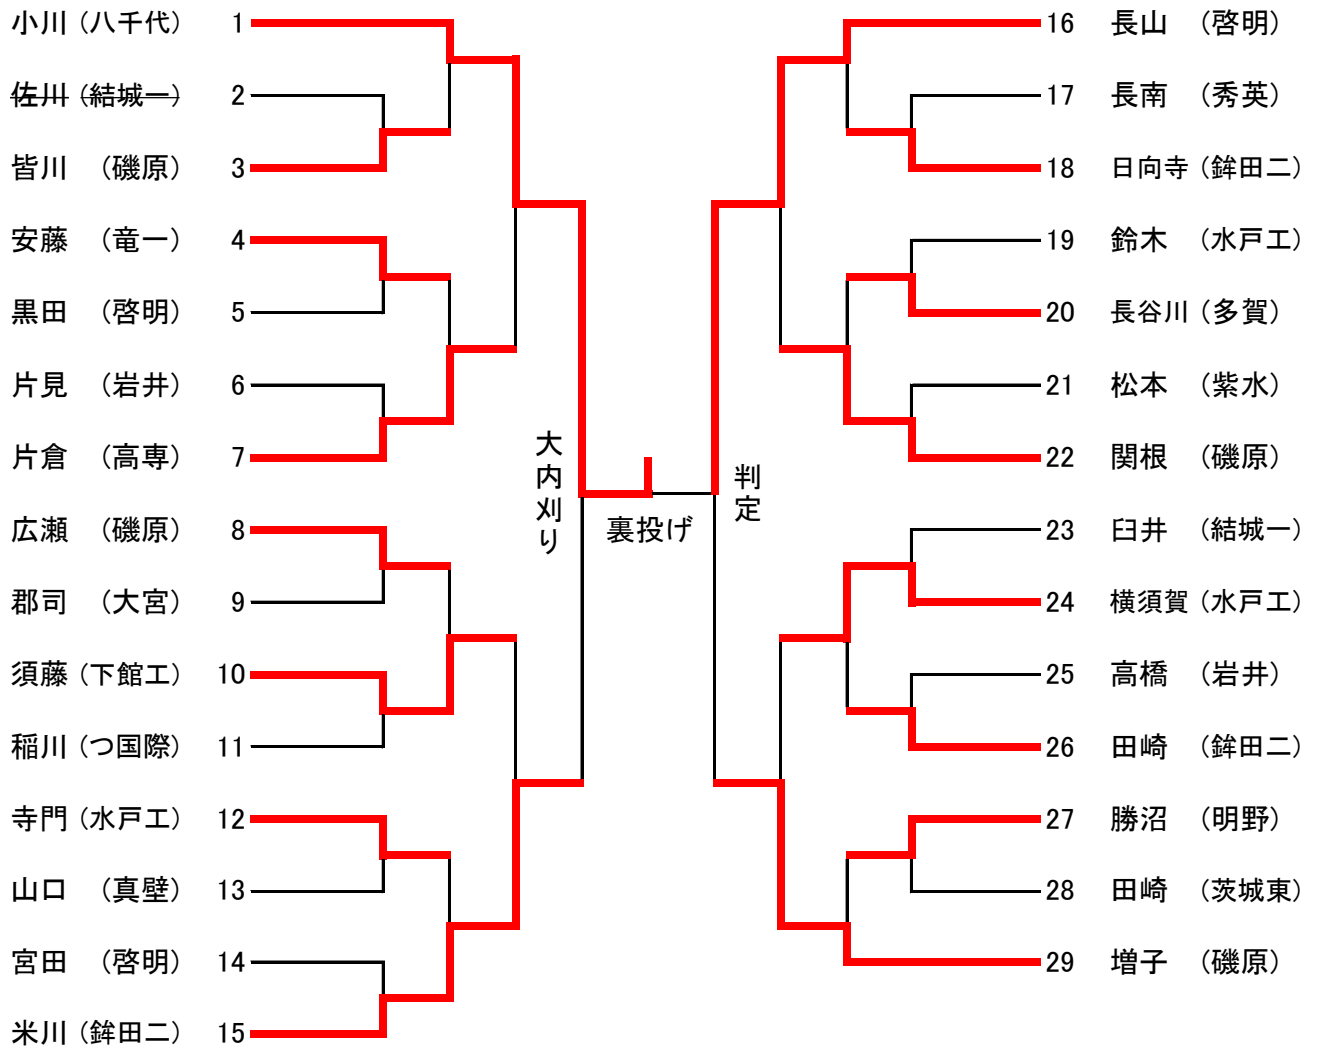 小川（八千代） 1
佐川（結城一） 2
皆川 （磯原） 3
安藤 （竜一） 4
黒田 （啓明） 5
片見 （岩井） 6
片倉 （高専） 7
広瀬 （磯原） 8
郡司 （大宮） 9
須藤（下館工） 10
稲川（つ国際） 11
寺門（水戸工） 12
山口 （真壁） 13
宮田 （啓明） 14
米川（鉾田二） 15
大内刈り
裏投げ
判定
16 長山 （啓明）
17 長南 （秀英）
18 日向寺（鉾田二）
19 鈴木 （水戸工）
20 長谷川（多賀）
21 松本 （紫水）
22 関根 （磯原）
23 臼井 （結城一）
24 横須賀（水戸工）
25 高橋 （岩井）
26 田崎 （鉾田二）
27 勝沼 （明野）
28 田崎 （茨城東）
29 増子 （磯原）